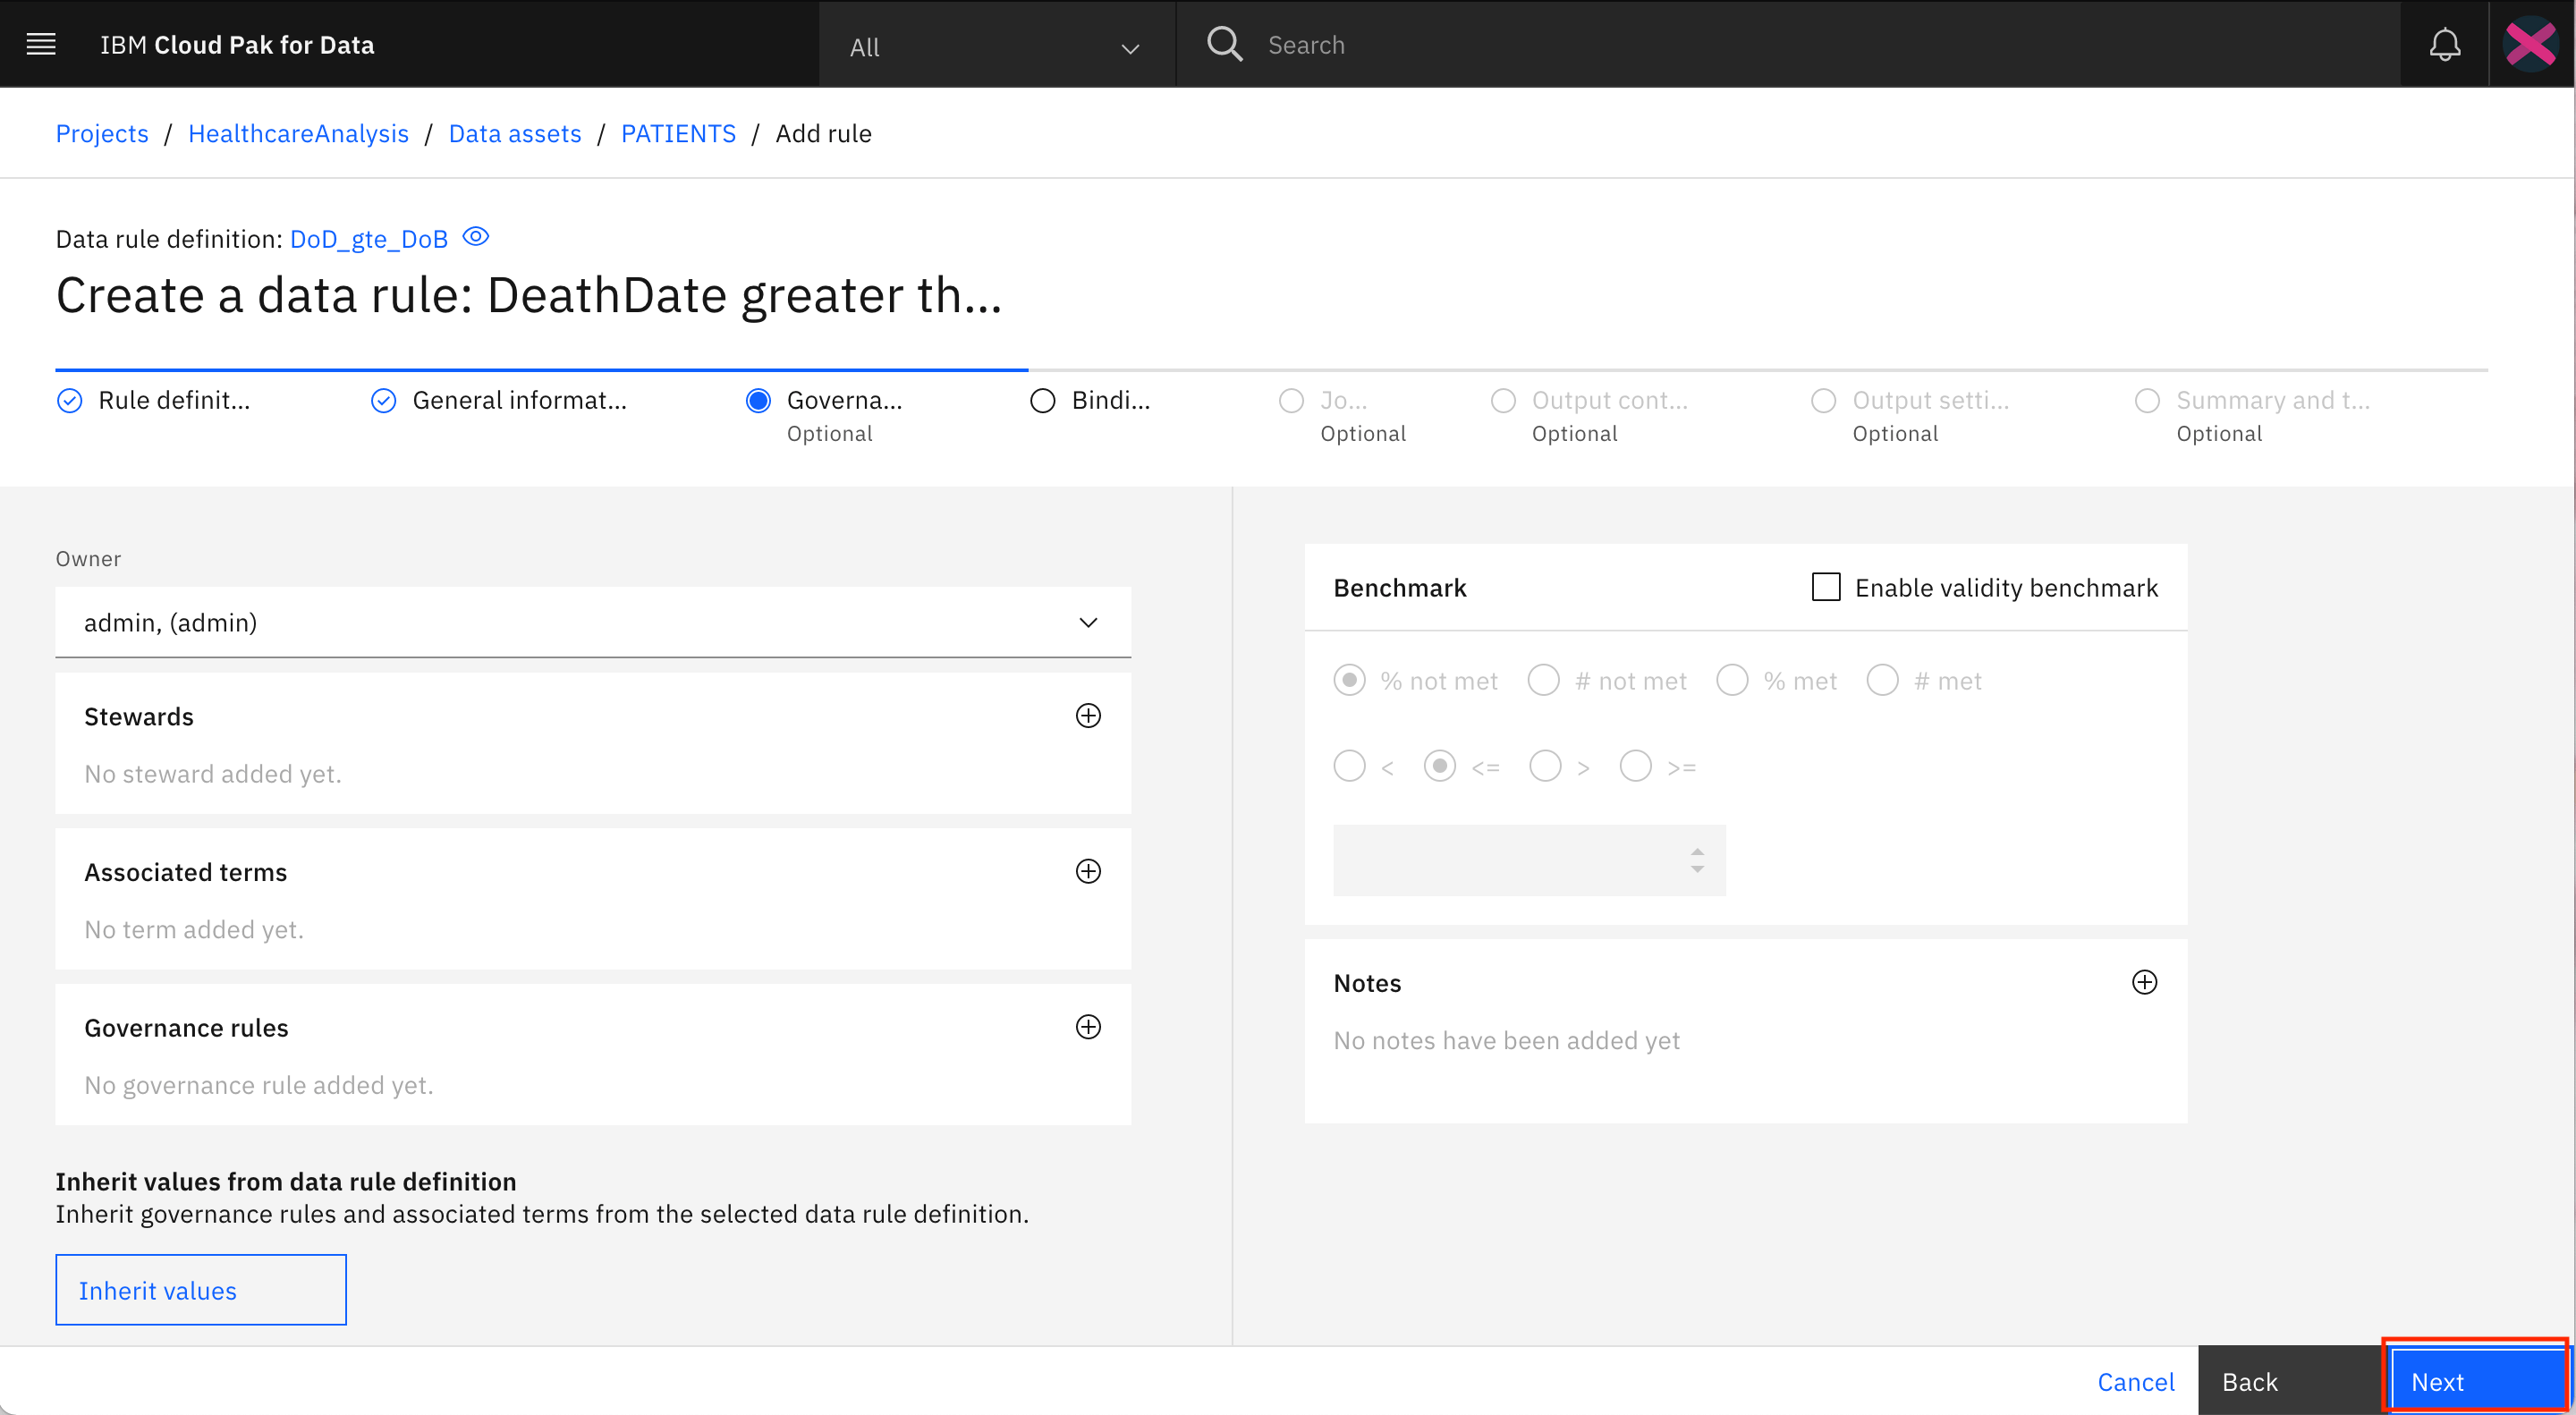 IBM Cloud Pak for Data
All
Search
Projects / HealthcareAnalysis / Data assets / PATIENTS / Add rule
Data rule definition: DoD_gte_DoB
Create a data rule: DeathDate greater th...
Rule definit...
General informat...
Governa...
Optional
Bindi...
Jo...
Optional
Output cont...
Optional
Output setti...
Optional
Summary and t...
Optional
Owner
admin, (admin)
Stewards
No steward added yet.
Associated terms
No term added yet.
Governance rules
No governance rule added yet.
Inherit values from data rule definition
Inherit governance rules and associated terms from the selected data rule definition.
Inherit values
Benchmark
Enable validity benchmark
% not met # not met % met # met
< <= > >=
Notes
No notes have been added yet
Cancel
Back
Next